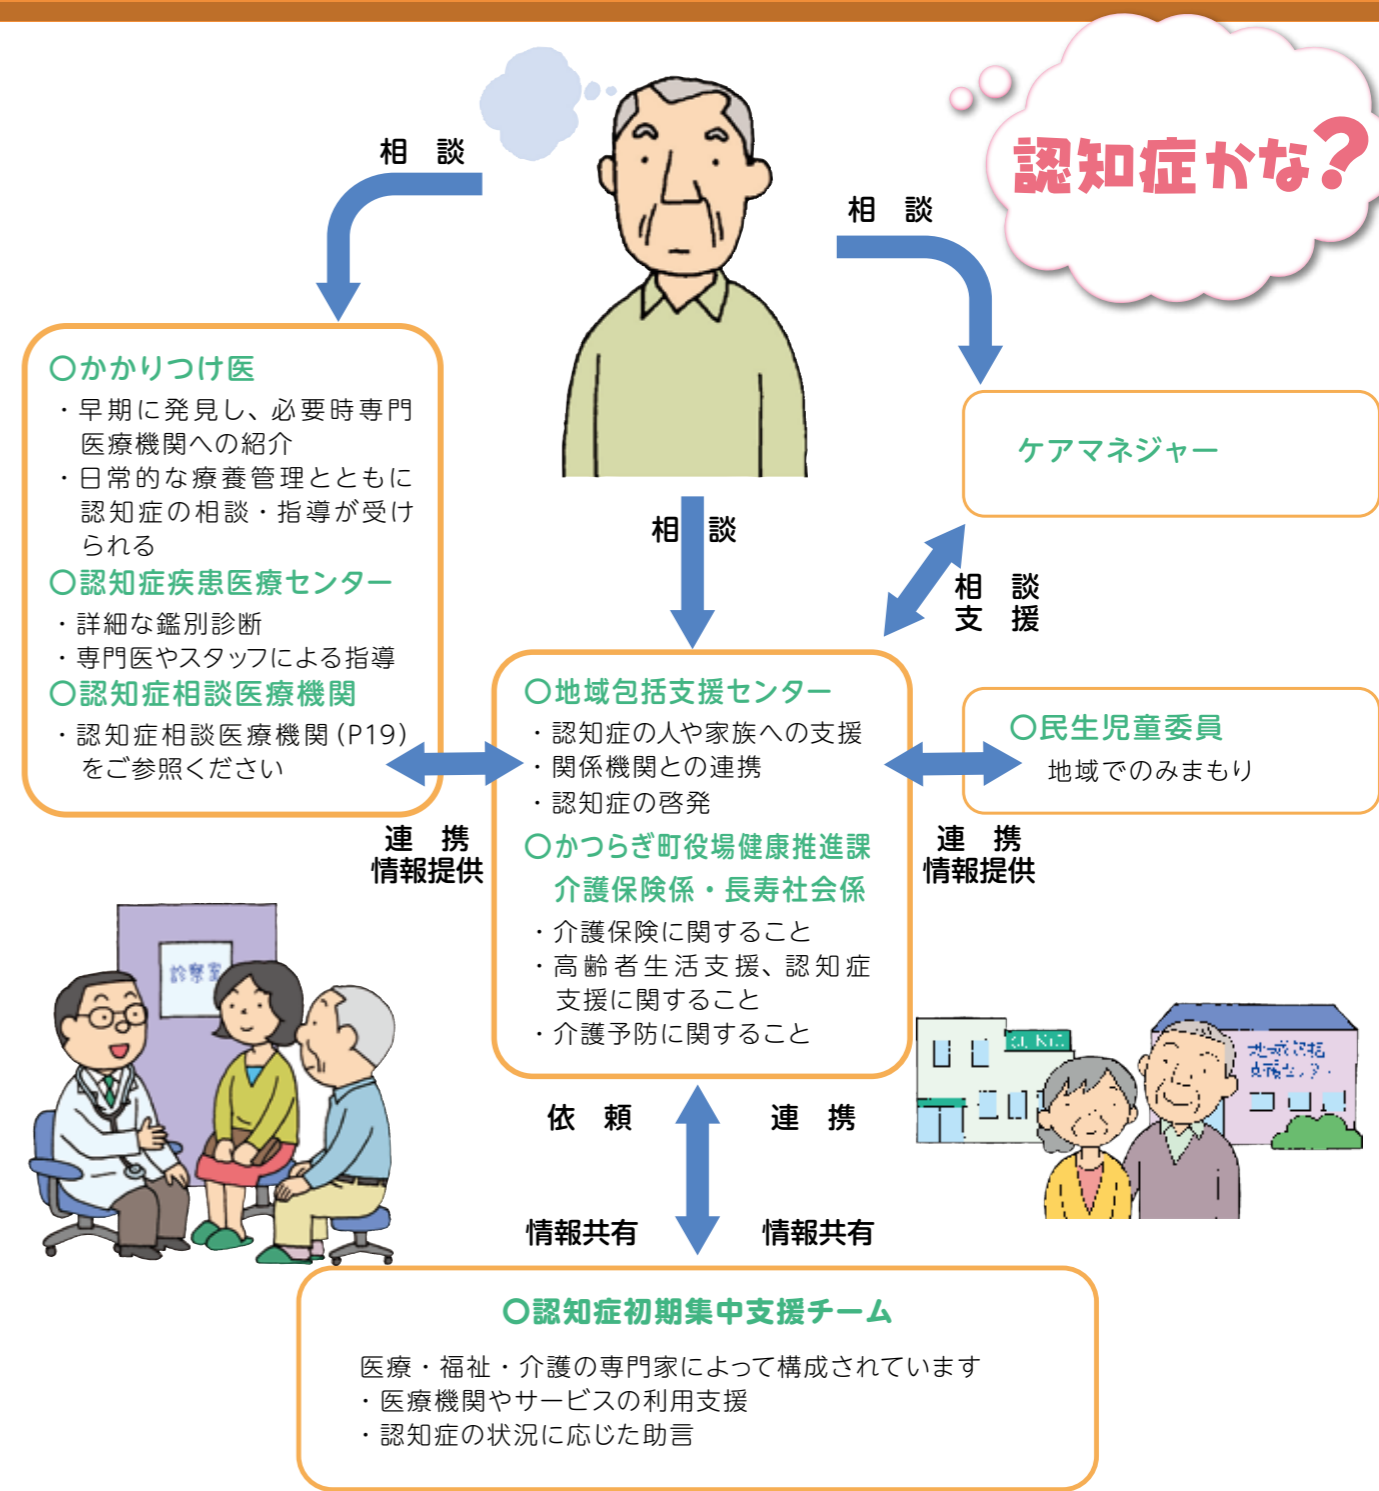 認知症かな?
相 談
相 談
〇かかりつけ医
・早期に発見し、必要時専門
医療機関への紹介
・日常的な療養管理とともに
認知症の相談・指導が受け
られる
〇認知症疾患医療センター
・詳細な鑑別診断
・専門医やスタッフによる指導
〇認知症相談医療機関
・認知症相談医療機関(P19)
をご参照ください
ケアマネジャー
相 談
相 談
支 援
〇地域包括支援センター
・認知症の人や家族への支援
・関係機関との連携
・認知症の啓発
〇かつらぎ町役場健康推進課
介護保険係・長寿社会係
・介護保険に関すること
・高齢者生活支援、認知症
支援に関すること
・介護予防に関すること
〇民生児童委員
地域でのみまもり
連 携
情報提供
連 携
情報提供
診察室
地域包括
支援センター
依 頼
連 携
情報共有
情報共有
〇認知症初期集中支援チーム
医療・福祉・介護の専門家によって構成されています
・医療機関やサービスの利用支援
・認知症の状況に応じた助言